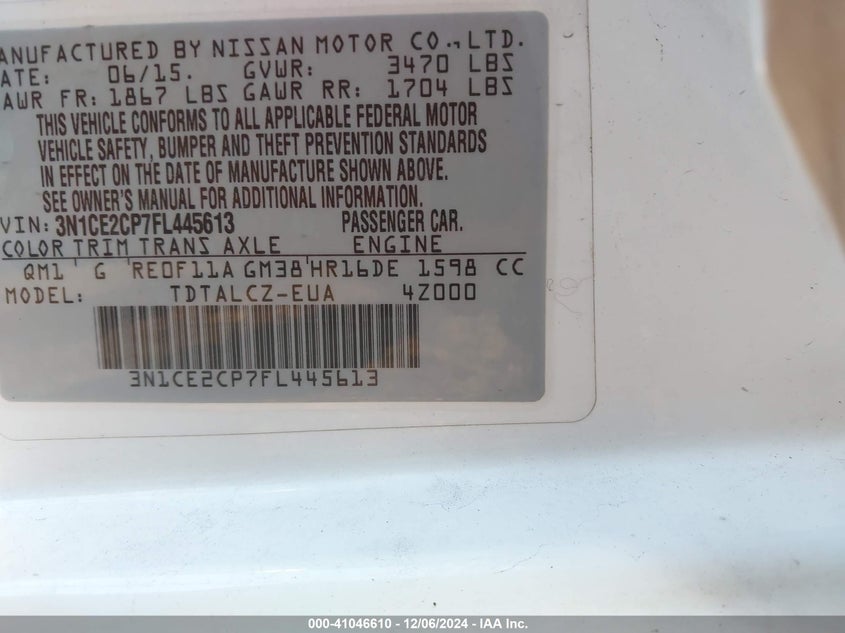 ANUFACTURED BY NISSAN MOTOR CO., LTD.
ATE: 06/15. GVWR: 3470 LBS
AWR FR: 1867 LBS GAWR RR: 1704 LBS
THIS VEHICLE CONFORMS TO ALL APPLICABLE FEDERAL MOTOR
VEHICLE SAFETY, BUMPER AND THEFT PREVENTION STANDARDS
IN EFFECT ON THE DATE OF MANUFACTURE SHOWN ABOVE.
SEE OWNER'S MANUAL FOR ADDITIONAL INFORMATION.
VIN: 3N1CE2CP7FL445613 PASSENGER CAR.
COLOR TRIM TRANS AXLE ENGINE
QM1 G RE0F11A GM38 HR16DE 1598 CC
MODEL: TDTALCZ-EUA 4Z000
3N1CE2CP7FL445613
000-41046610 - 12/06/2024 - IAA Inc.